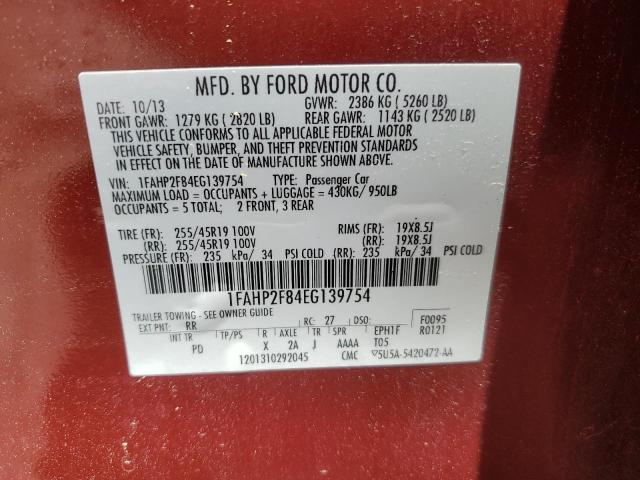 MFD. BY FORD MOTOR CO.
DATE: 10/13 GVWR: 2386 KG ( 5260 LB)
FRONT GAWR: 1279 KG ( 2820 LB) REAR GAWR: 1143 KG ( 2520 LB)
THIS VEHICLE CONFORMS TO ALL APPLICABLE FEDERAL MOTOR
VEHICLE SAFETY, BUMPER, AND THEFT PREVENTION STANDARDS
IN EFFECT ON THE DATE OF MANUFACTURE SHOWN ABOVE.
VIN: 1FAHP2F84EG139754 TYPE: Passenger Car
MAXIMUM LOAD = OCCUPANTS + LUGGAGE = 430KG/ 950LB
OCCUPANTS = 5 TOTAL; 2 FRONT, 3 REAR
TIRE (FR): 255/45R19 100V RIMS (FR): 19X8.5J
(RR): 255/45R19 100V (RR): 19X8.5J
PRESSURE (FR): 235 kPa/ 34 PSI COLD (RR): 235 kPa/ 34 PSI COLD
1FAHP2F84EG139754
TRAILER TOWING - SEE OWNER GUIDE
EXT PNT: RR RC: 27 DSO: F0095
INT TR TP/PS R AXLE TR SPR EPH1F R0121
PD X 2A J AAAA T05
1201310292045 CMC ▽5U5A-5420472-AA